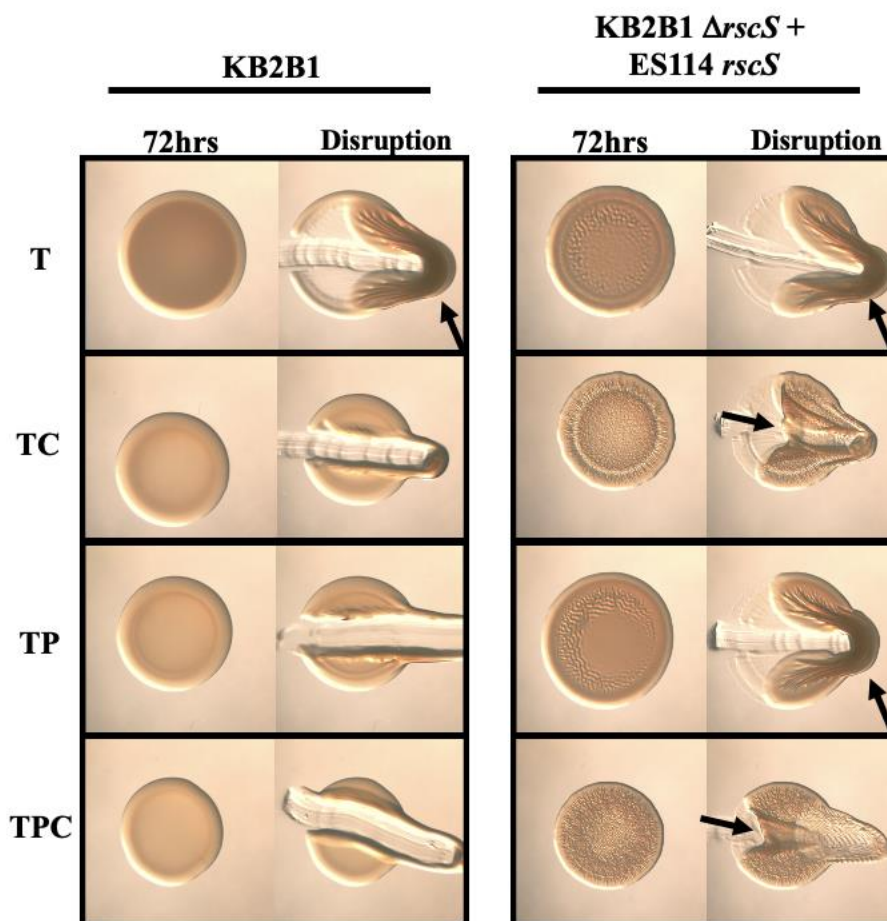 KB2B1
KB2B1 ΔrscS +
ES114 rscS
72hrs Disruption
72hrs Disruption
T
TC
TP
TPC